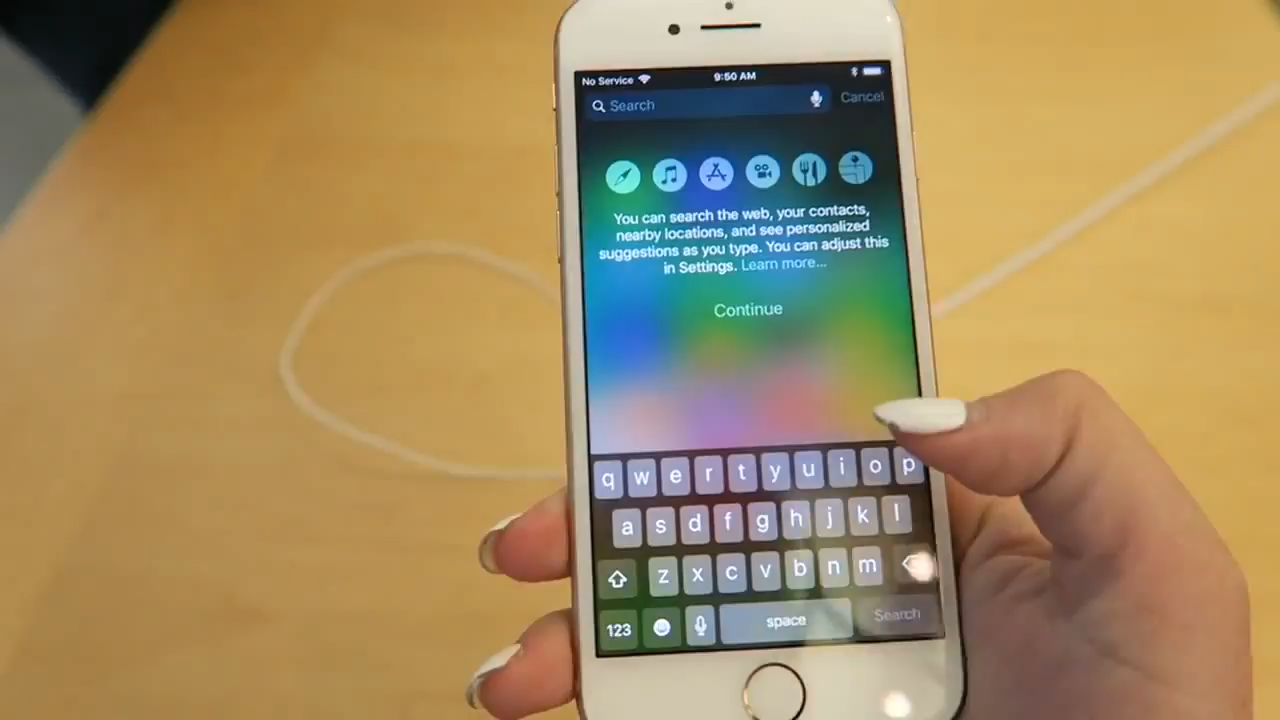 No Service 9:50 AM
Search Cancel
You can search the web, your contacts,
nearby locations, and see personalized
suggestions as you type. You can adjust this
in Settings. Learn more...
Continue
q w e r t y u i o p
a s d f g h j k l
z x c v b n m
123 space Search